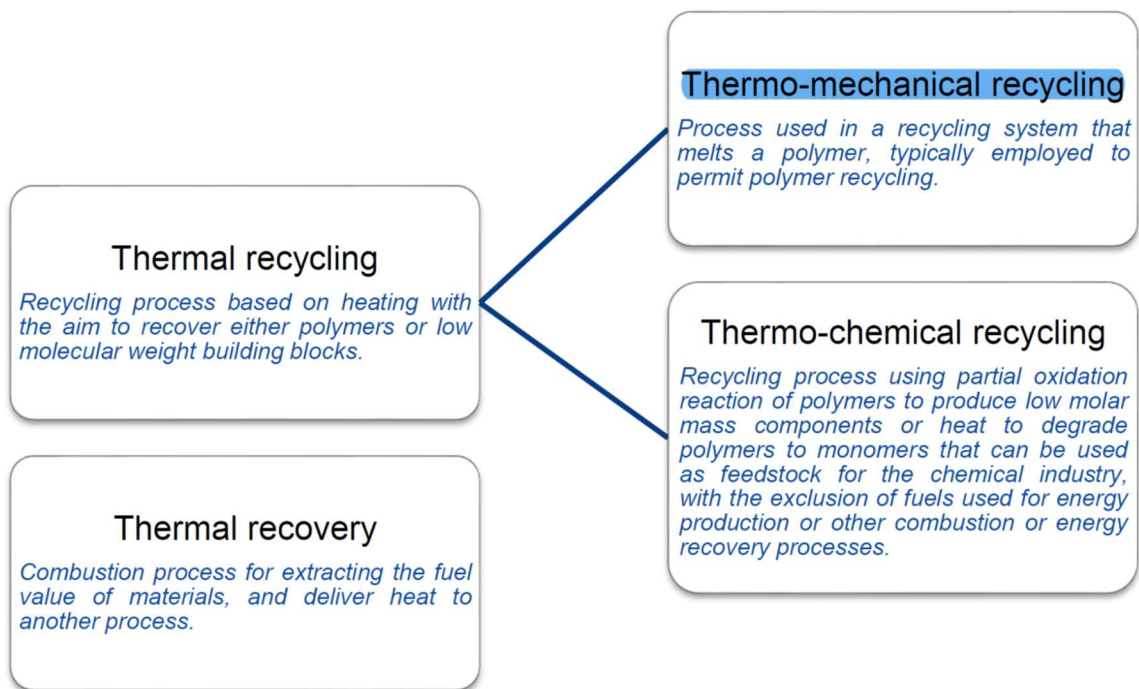 Thermo-mechanical recycling
Process used in a recycling system that
melts a polymer, typically employed to
permit polymer recycling.
Thermal recycling
Recycling process based on heating with
the aim to recover either polymers or low
molecular weight building blocks.
Thermo-chemical recycling
Recycling process using partial oxidation
reaction of polymers to produce low molar
mass components or heat to degrade
polymers to monomers that can be used
as feedstock for the chemical industry,
with the exclusion of fuels used for energy
production or other combustion or energy
recovery processes.
Thermal recovery
Combustion process for extracting the fuel
value of materials, and deliver heat to
another process.